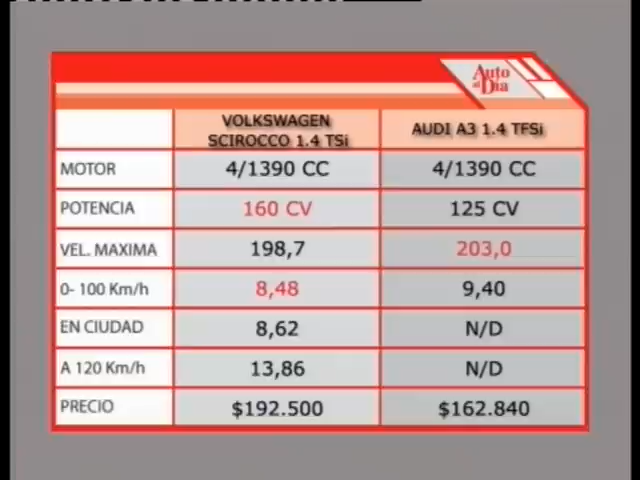 Auto al Dia
VOLKSWAGEN SCIROCCO 1.4 TSi	AUDI A3 1.4 TFSi
MOTOR	4/1390 CC	4/1390 CC
POTENCIA	160 CV	125 CV
VEL. MAXIMA	198,7	203,0
0- 100 Km/h	8,48	9,40
EN CIUDAD	8,62	N/D
A 120 Km/h	13,86	N/D
PRECIO	$192.500	$162.840